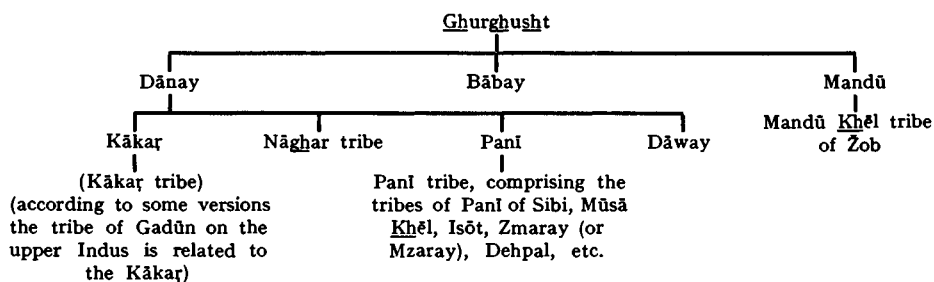 Ghurghusht
Dānay Bābay Mandū
Kākaṛ Nāghar tribe Panī Dāway Mandū Khēl tribe
of Žob
(Kākaṛ tribe)
(according to some versions
the tribe of Gadūn on the
upper Indus is related to
the Kākaṛ)
Panī tribe, comprising the
tribes of Panī of Sibi, Mūsā
Khēl, Isōt, Zmaray (or
Mzaray), Dehpal, etc.